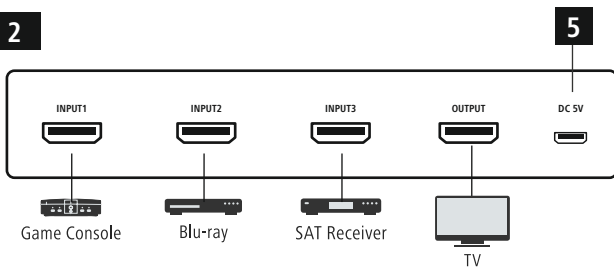 2
5
INPUT1 INPUT2 INPUT3 OUTPUT DC 5V
Game Console Blu-ray SAT Receiver
TV